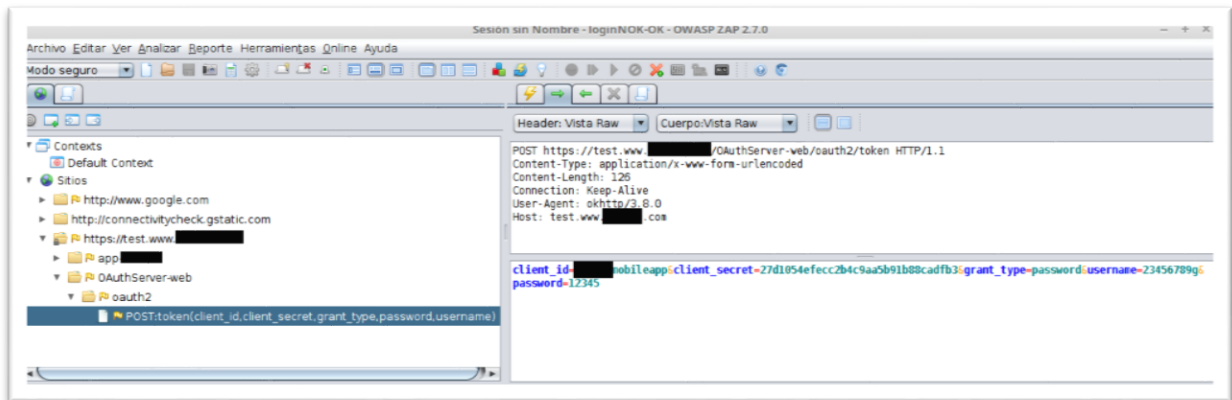 Sesión sin Nombre - loginNOK-OK - OWASP ZAP 2.7.0
Archivo Editar Ver Analizar Reporte Herramientas Online Ayuda
Modo seguro
Header: Vista Raw Cuerpo:Vista Raw
Contexts
Default Context
Sitios
http://www.google.com
http://connectivitycheck.gstatic.com
https://test.www.
app
OAuthServer-web
oauth2
POST:token(client_id,client_secret,grant_type,password,username)
POST https://test.www. /OAuthServer-web/oauth2/token HTTP/1.1
Content-Type: application/x-www-form-urlencoded
Content-Length: 126
Connection: Keep-Alive
User-Agent: okhttp/3.8.0
Host: test.www. .com
client_id= mobileapp&client_secret=27d1054efecc2b4c9aa5b91b88cadfb3&grant_type=password&username=23456789g&
password=12345